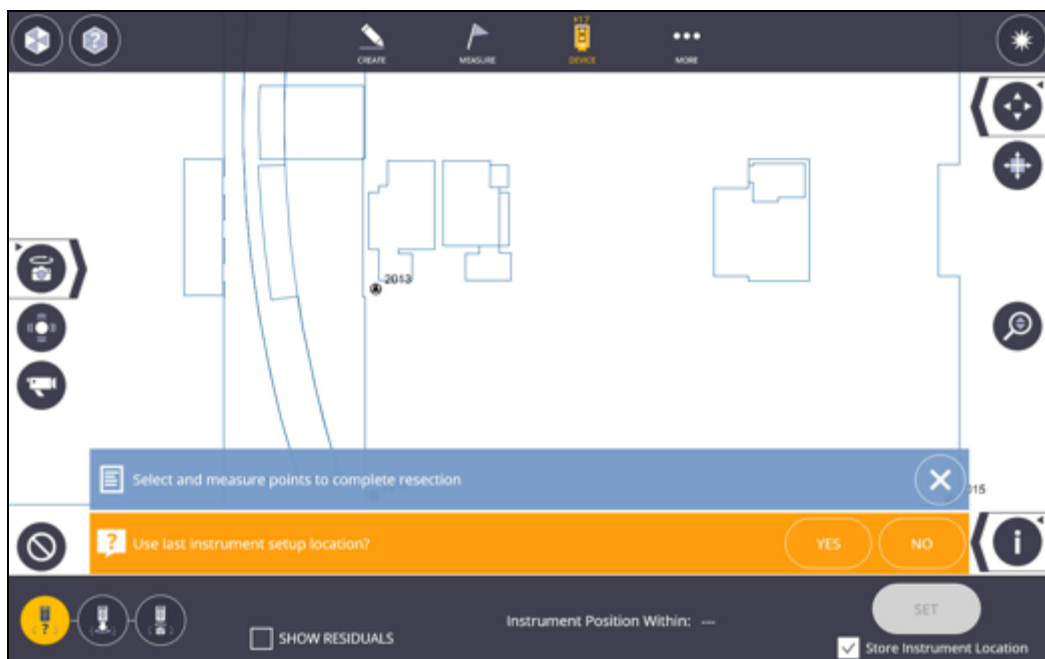 CREATE
MEASURE
DEVICE
MORE
2013
015
Select and measure points to complete resection
Use last instrument setup location?
YES
NO
SHOW RESIDUALS
Instrument Position Within: ---
SET
Store Instrument Location